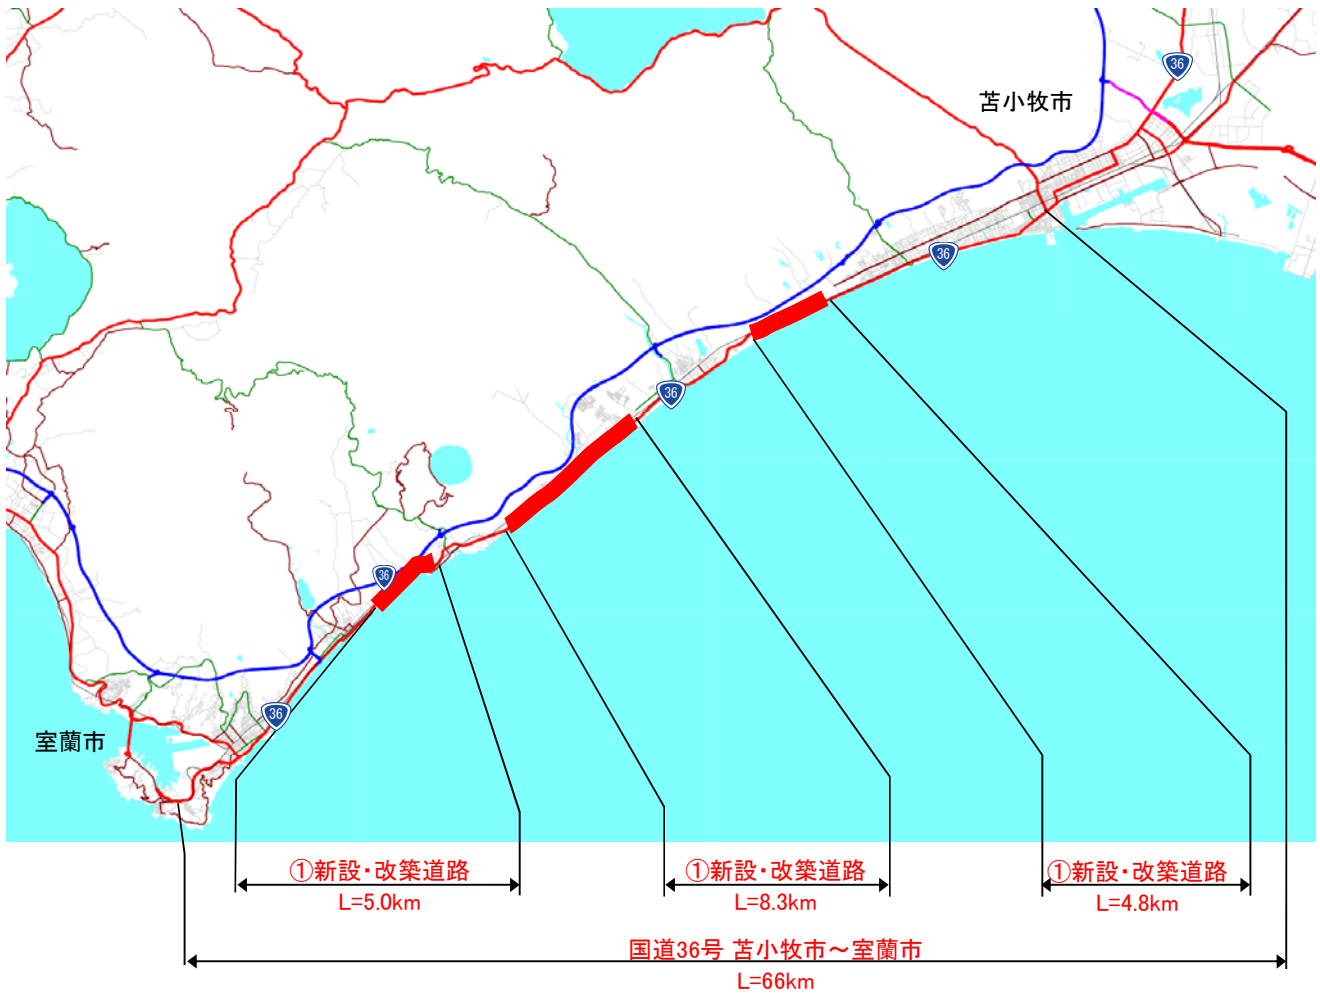 36
苫小牧市
36
36
36
室蘭市
36
①新設・改築道路
L=5.0km
①新設・改築道路
L=8.3km
①新設・改築道路
L=4.8km
国道36号 苫小牧市～室蘭市
L=66km